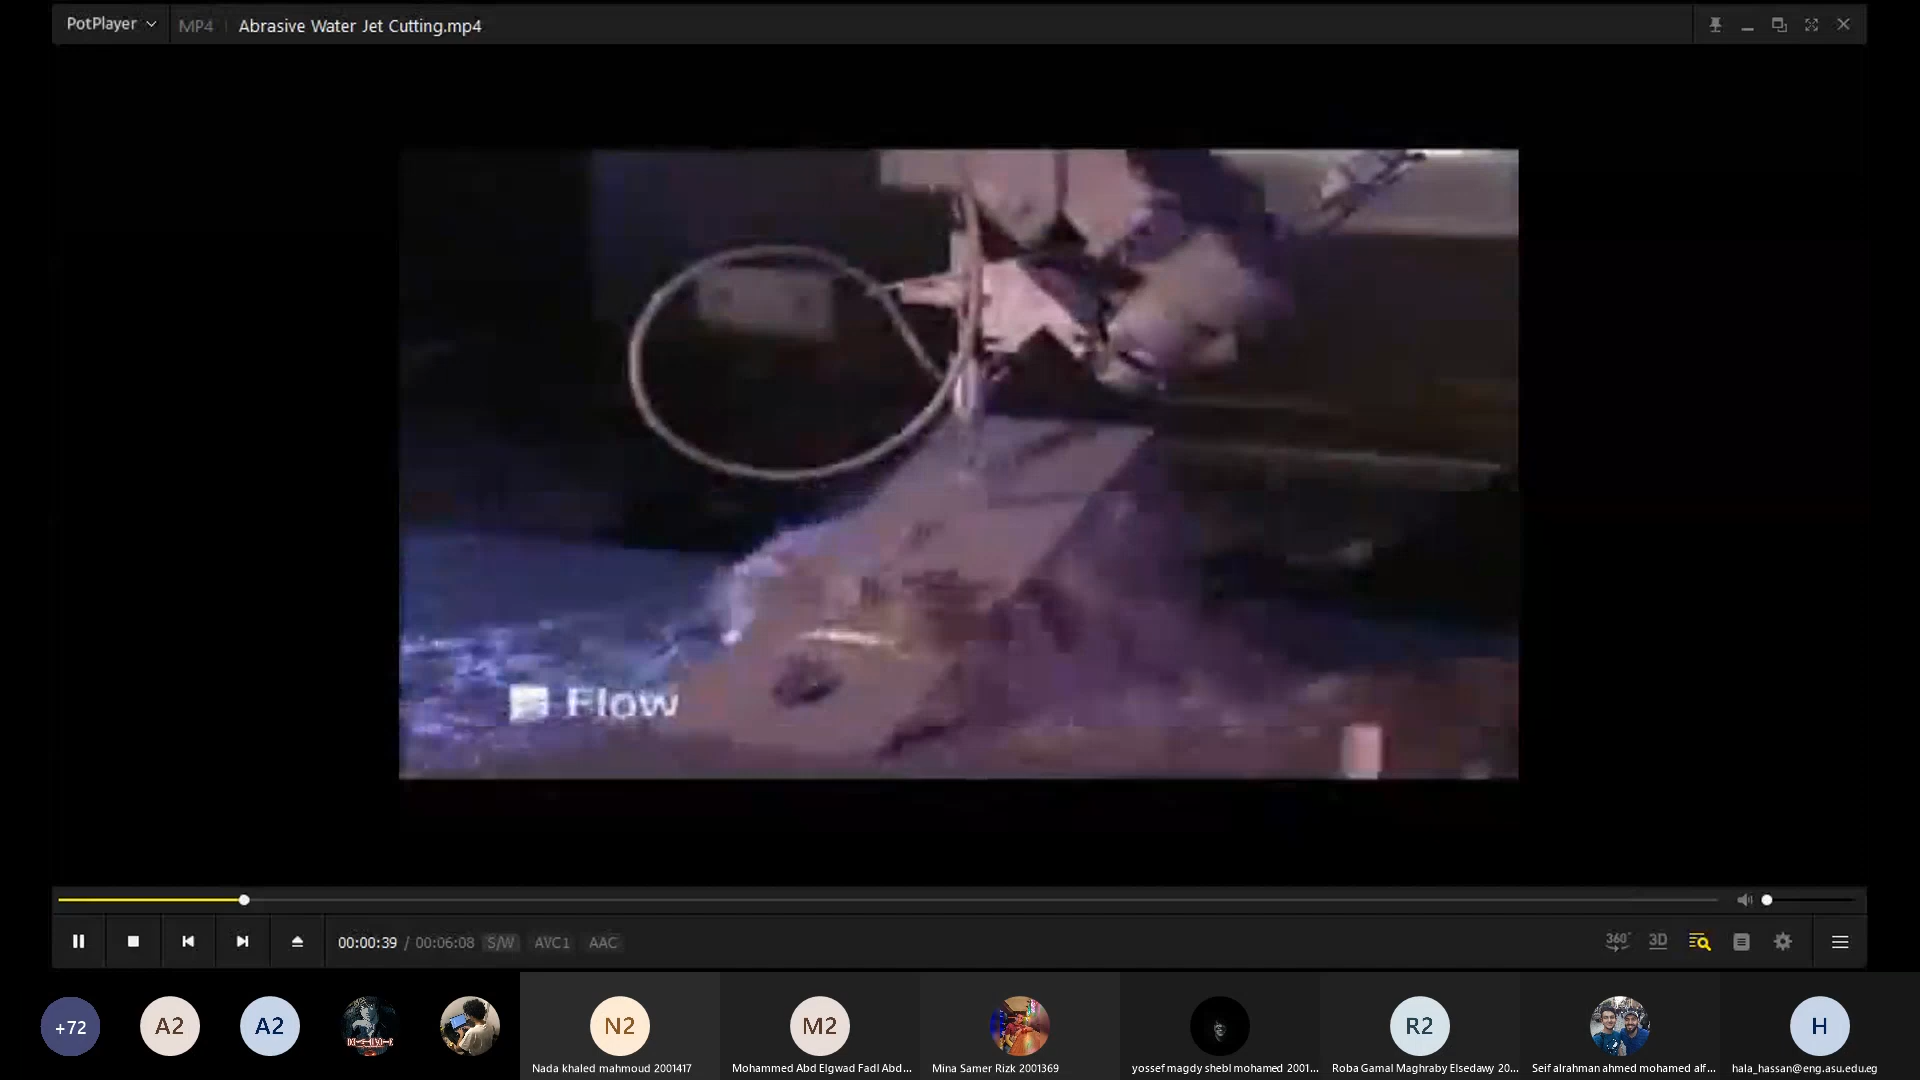 PotPlayer
MP4
Abrasive Water Jet Cutting.mp4
Flow
00:00:39 / 00:06:08 S/W AVC1 AAC
360°
3D
+72
A2
A2
N2
M2
R2
H
Nada khaled mahmoud 2001417
Mohammed Abd Elgwad Fadl Abd...
Mina Samer Rizk 2001369
yossef magdy shebl mohamed 2001...
Roba Gamal Maghraby Elsedawy 20...
Seif alrahman ahmed mohamed alf...
hala_hassan@eng.asu.edu.eg